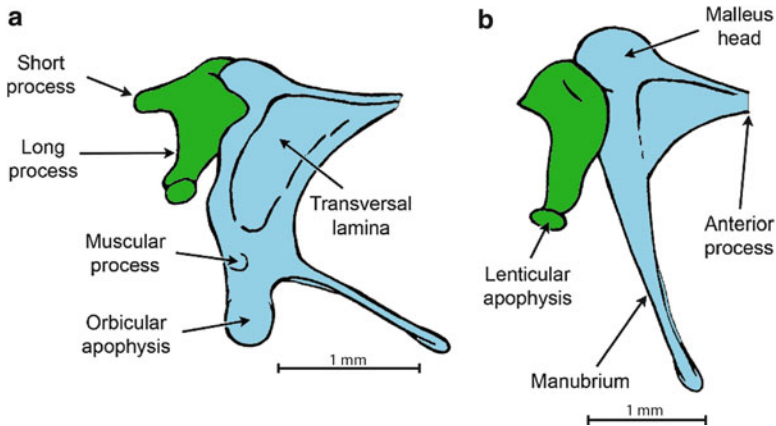 a
Short
process
Long
process
Muscular
process
Orbicular
apophysis
Transversal
lamina
1 mm
b
Malleus
head
Anterior
process
Lenticular
apophysis
Manubrium
1 mm